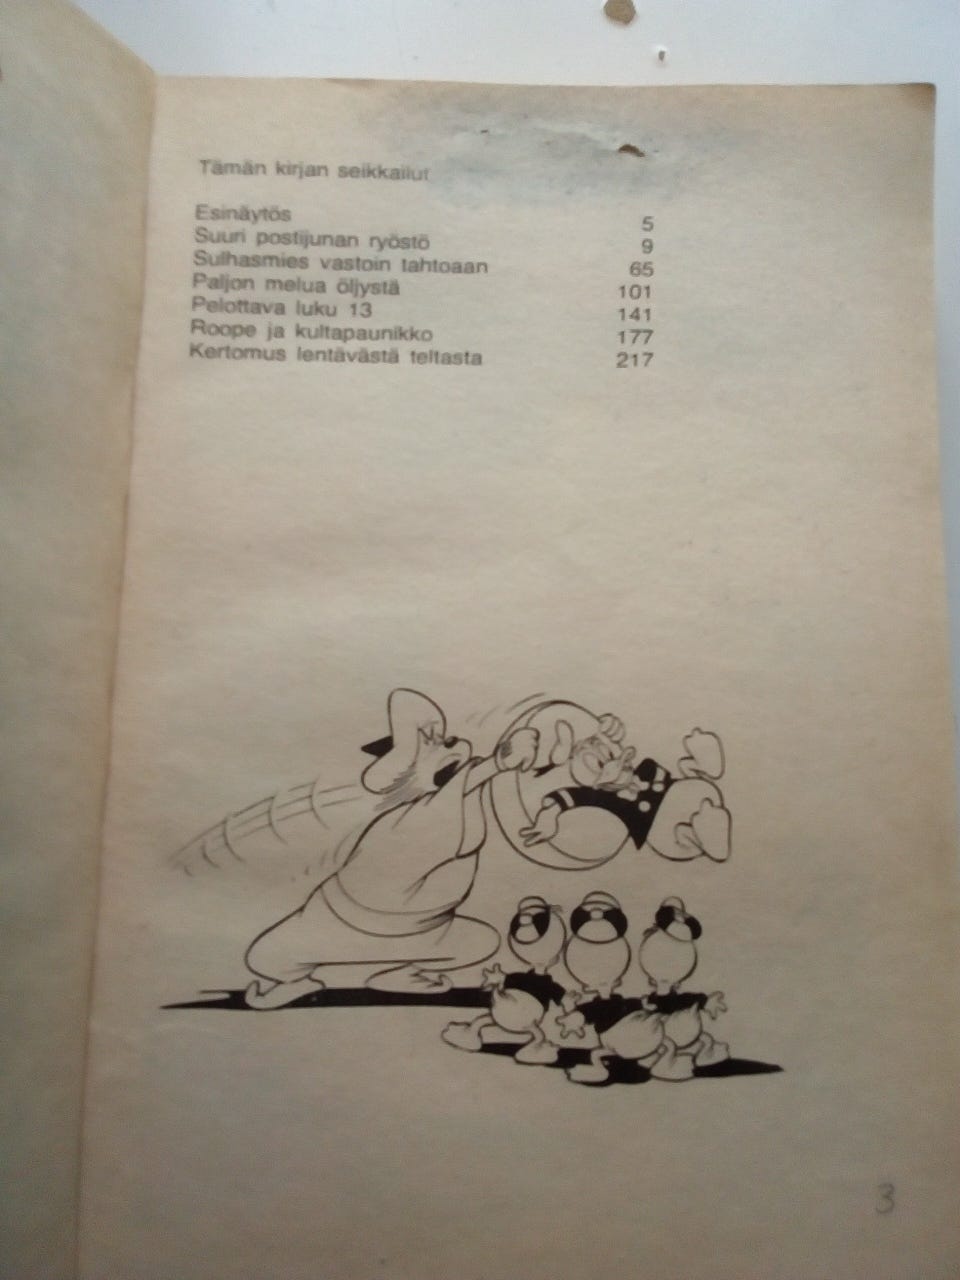 Tämän kirjan seikkailut
Esinäytös 5
Suuri postijunan ryöstö 9
Sulhasmies vastoin tahtoaan 65
Paljon melua öljystä 101
Pelottava luku 13 141
Roope ja kultapaunikko 177
Kertomus lentävästä teltasta 217
3